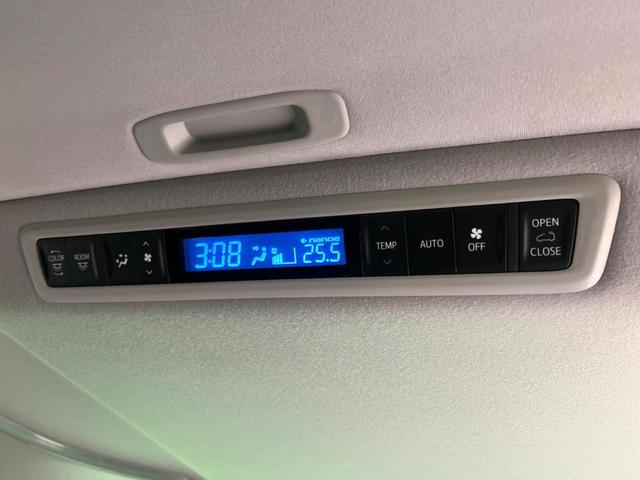 COLOR
ROOM
3:08
nanoe
25.5
TEMP
AUTO
OFF
OPEN
CLOSE